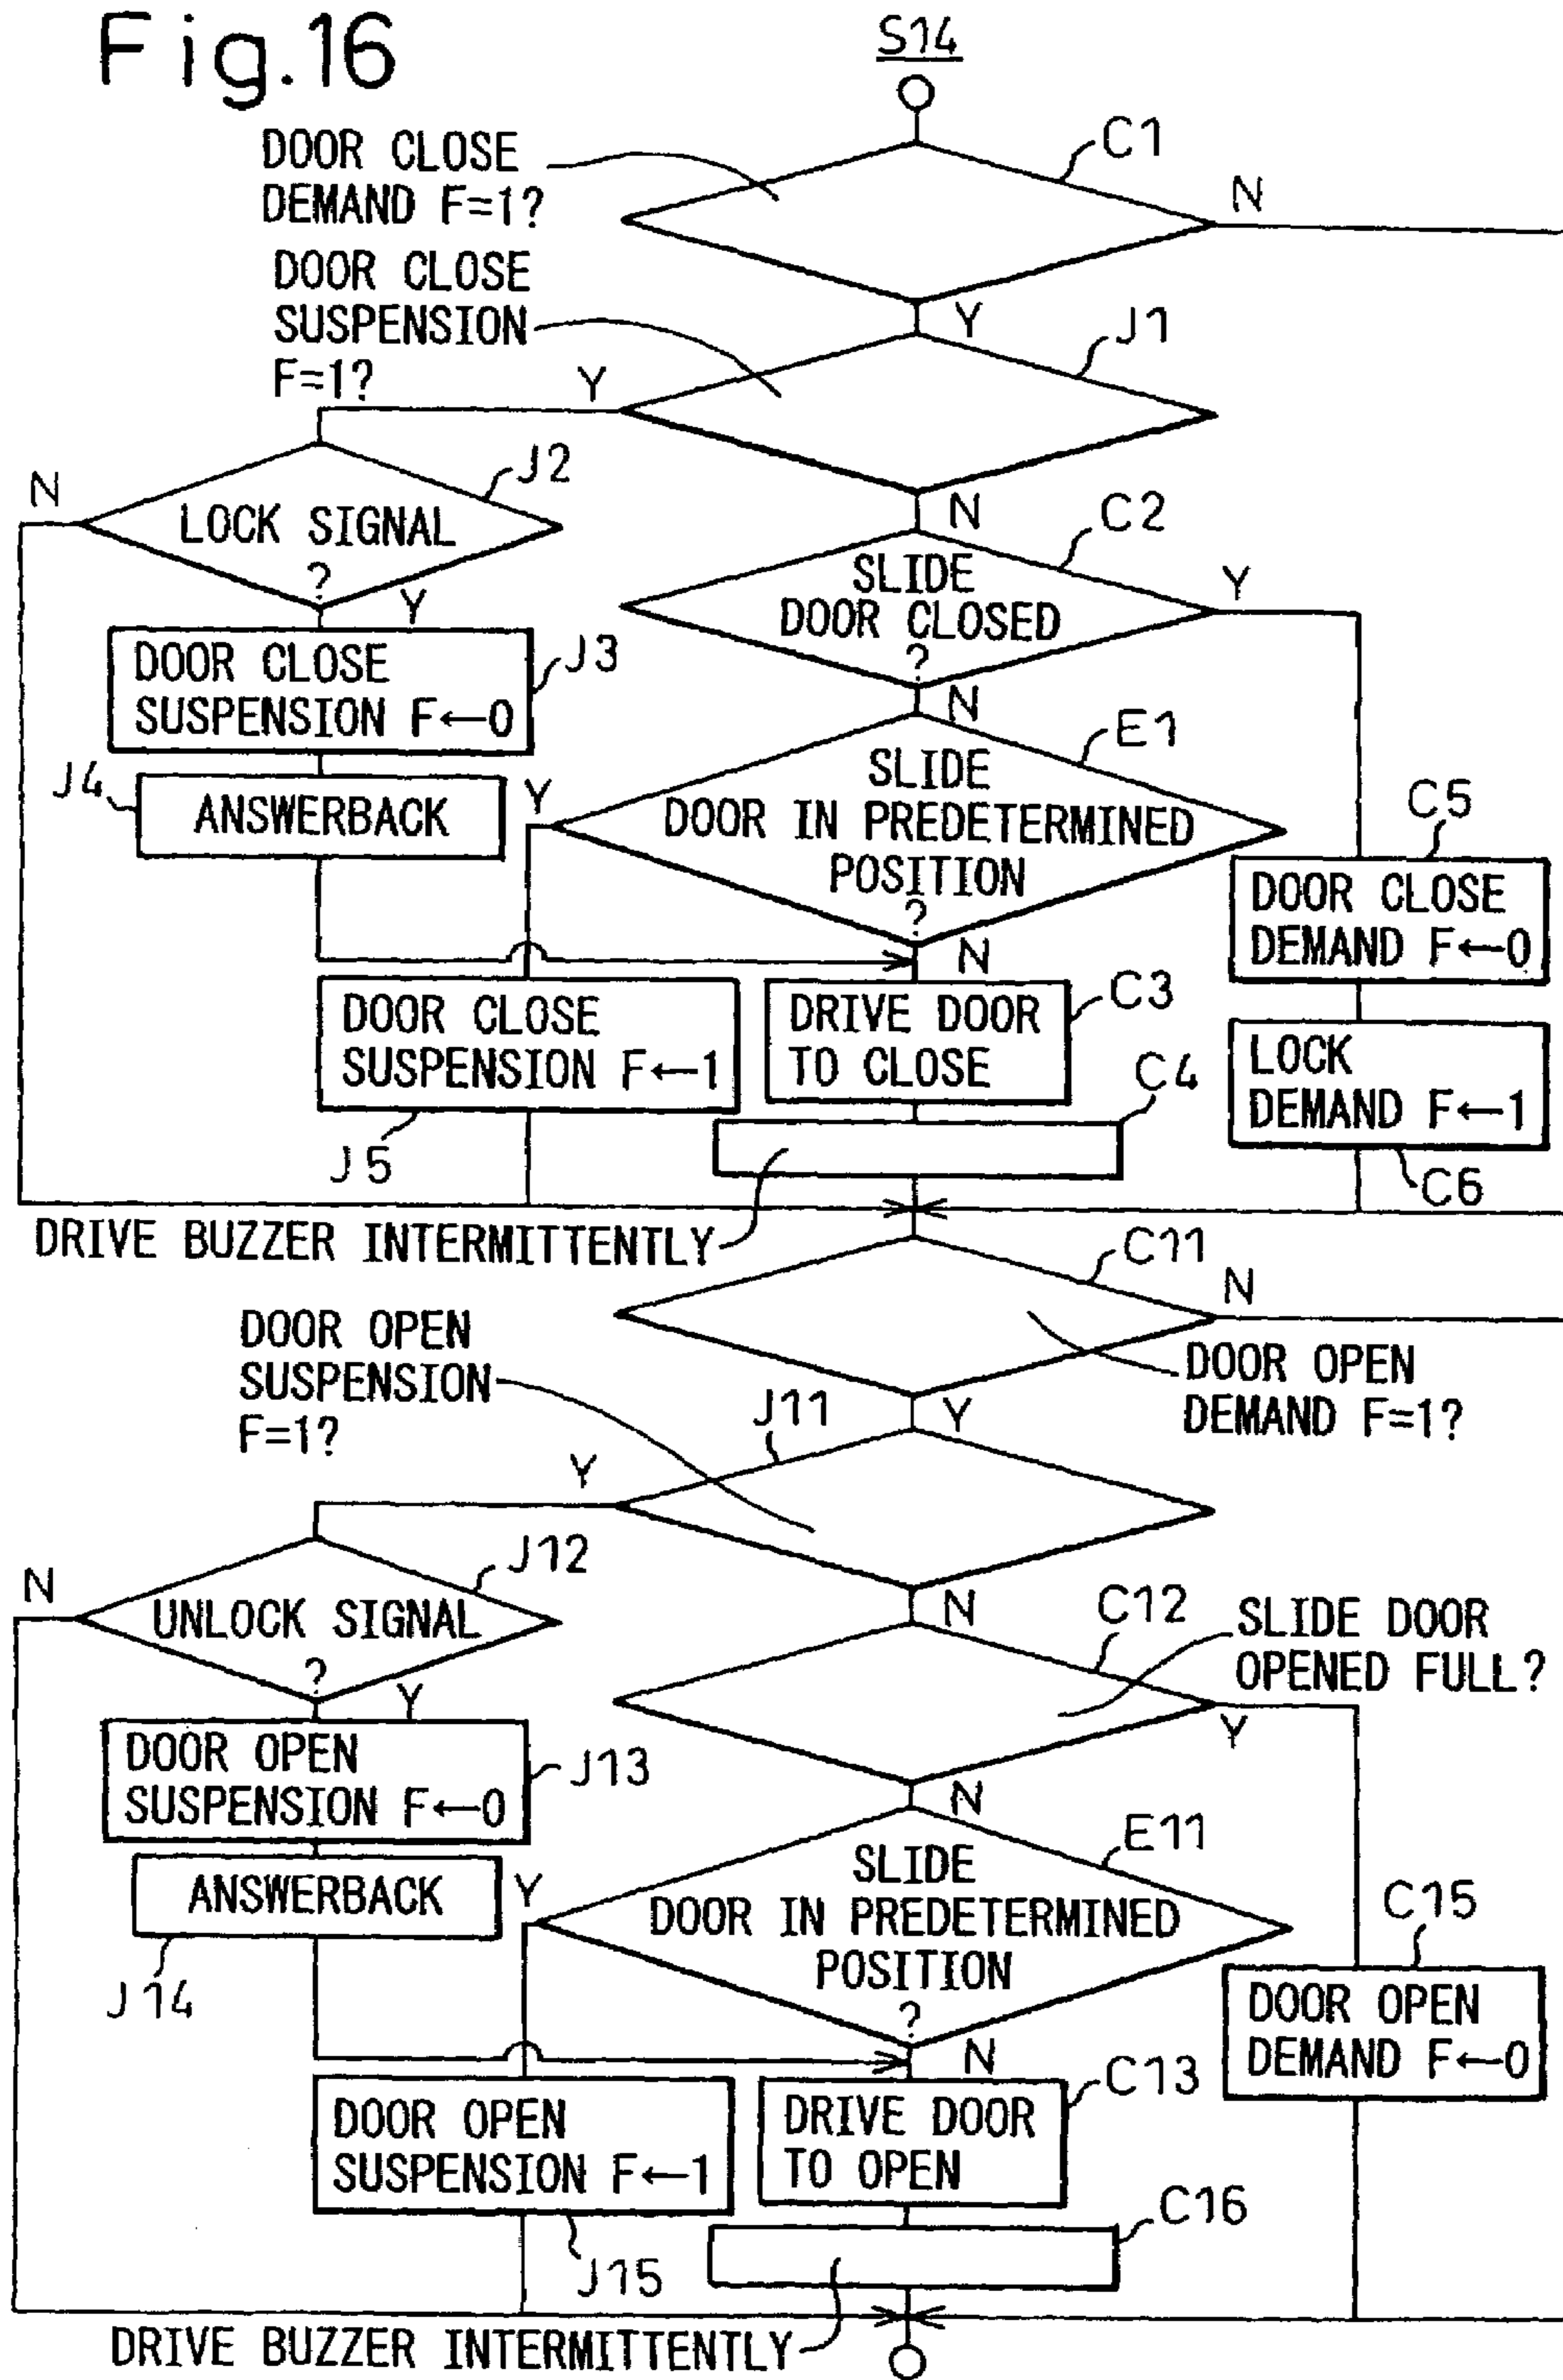 Fig.16
S14
DOOR CLOSE
DEMAND F=1?
C1
N
Y
DOOR CLOSE
SUSPENSION
F=1?
J1
Y
N
J2
N
LOCK SIGNAL
?
Y
C2
SLIDE
DOOR CLOSED
?
Y
N
DOOR CLOSE
SUSPENSION F←0
J3
J4
ANSWERBACK
E1
Y
SLIDE
DOOR IN PREDETERMINED
POSITION
?
N
C5
DOOR CLOSE
DEMAND F←0
DOOR CLOSE
SUSPENSION F←1
J5
DRIVE DOOR
TO CLOSE
C3
C4
LOCK
DEMAND F←1
C6
DRIVE BUZZER INTERMITTENTLY
C11
N
DOOR OPEN
DEMAND F=1?
Y
DOOR OPEN
SUSPENSION
F=1?
J11
Y
N
J12
N
UNLOCK SIGNAL
?
Y
C12
SLIDE DOOR
OPENED FULL?
Y
N
DOOR OPEN
SUSPENSION F←0
J13
ANSWERBACK
J14
E11
Y
SLIDE
DOOR IN PREDETERMINED
POSITION
?
N
C15
DOOR OPEN
DEMAND F←0
DOOR OPEN
SUSPENSION F←1
J15
DRIVE DOOR
TO OPEN
C13
C16
DRIVE BUZZER INTERMITTENTLY